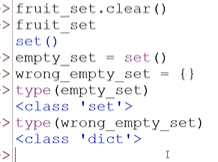 > fruit_set.clear()
> fruit_set
set()
> empty_set = set()
> wrong_empty_set = {}
> type(empty_set)
<class 'set'>
> type(wrong_empty_set)
<class 'dict'>
>